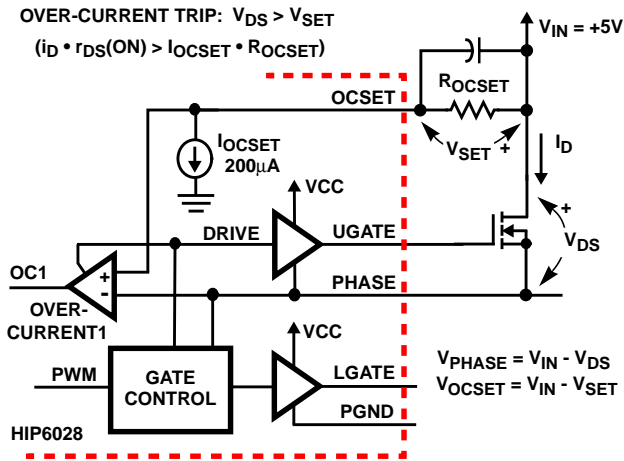 OVER-CURRENT TRIP: VDS > VSET
(iD • rDS(ON) > IOCSET • ROCSET)
VIN = +5V
ROCSET
OCSET
VSET +
IOCSET
200μA
ID
VCC
DRIVE
UGATE
+
VDS
OC1
+
-
PHASE
OVER-
CURRENT1
VCC
PWM
GATE
CONTROL
LGATE
PGND
VPHASE = VIN - VDS
VOCSET = VIN - VSET
HIP6028